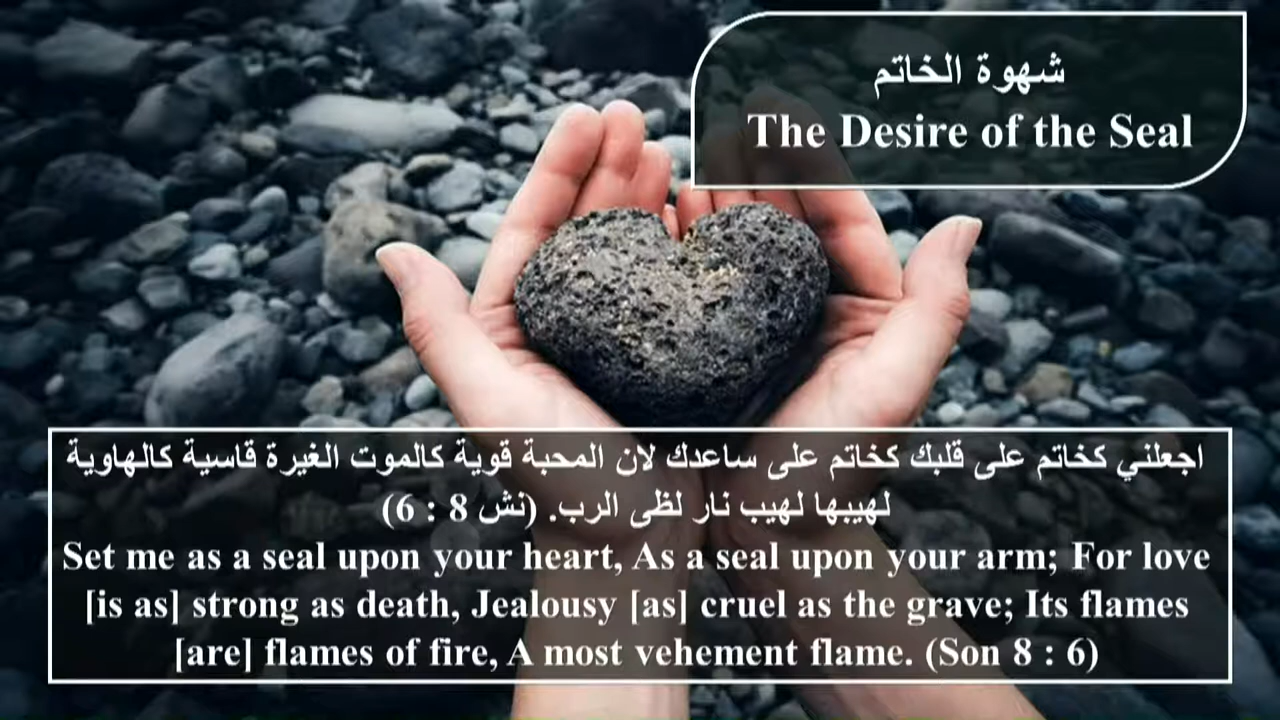 شهوة الخاتم
The Desire of the Seal
اجعلني كخاتم على قلبك كخاتم على ساعدك لان المحبة قوية كالموت الغيرة قاسية كالهاوية
لهيبها لهيب نار لظى الرب. (نش 8 : 6)
Set me as a seal upon your heart, As a seal upon your arm; For love
[is as] strong as death, Jealousy [as] cruel as the grave; Its flames
[are] flames of fire, A most vehement flame. (Son 8 : 6)